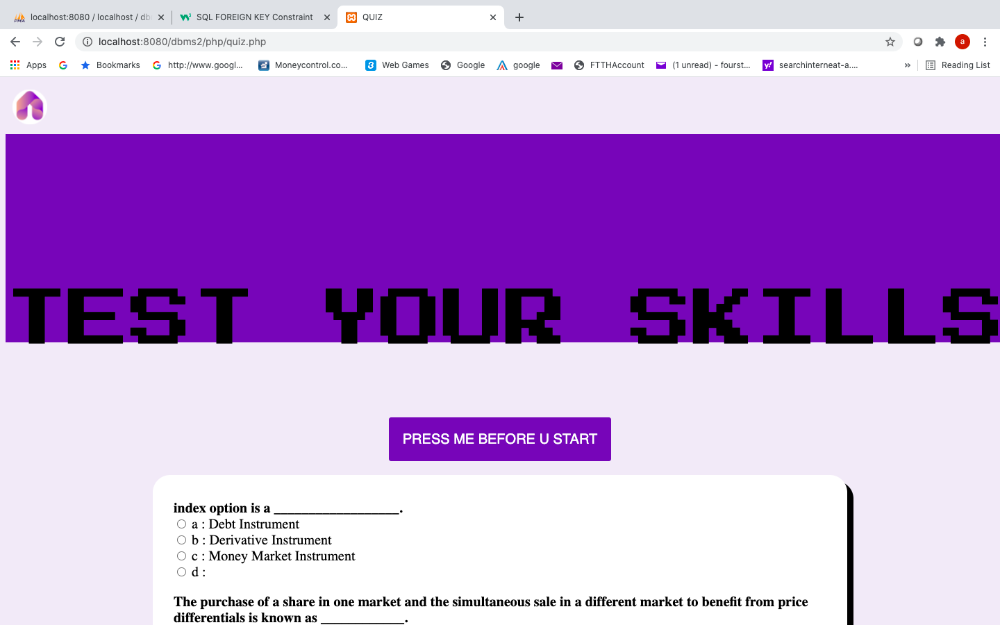 localhost:8080 / localhost / db
SQL FOREIGN KEY Constraint
QUIZ
localhost:8080/dbms2/php/quiz.php
a
Apps
Bookmarks
http://www.googl...
Moneycontrol.co...
Web Games
Google
google
FTTHAccount
(1 unread) - fourst...
searchinterneat-a....
»
Reading List
TEST YOUR SKILLS
PRESS ME BEFORE U START
index option is a __________________.
a : Debt Instrument
b : Derivative Instrument
c : Money Market Instrument
d :
The purchase of a share in one market and the simultaneous sale in a different market to benefit from price
differentials is known as ____________.